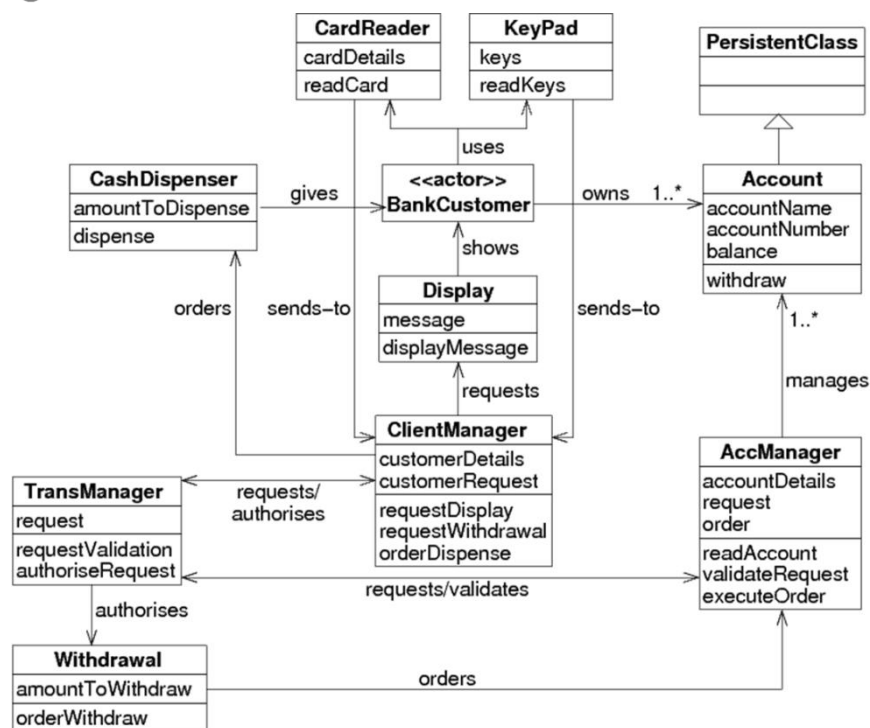 CardReader
cardDetails
readCard
KeyPad
keys
readKeys
PersistentClass
uses
CashDispenser
amountToDispense
dispense
gives
<<actor>>
BankCustomer
owns
1..*
Account
accountName
accountNumber
balance
withdraw
shows
orders
sends-to
Display
message
displayMessage
sends-to
1..*
requests
manages
ClientManager
customerDetails
customerRequest
requestDisplay
requestWithdrawal
orderDispense
AccManager
accountDetails
request
order
readAccount
validateRequest
executeOrder
TransManager
request
requestValidation
authoriseRequest
requests/
authorises
requests/validates
authorises
Withdrawal
amountToWithdraw
orderWithdraw
orders